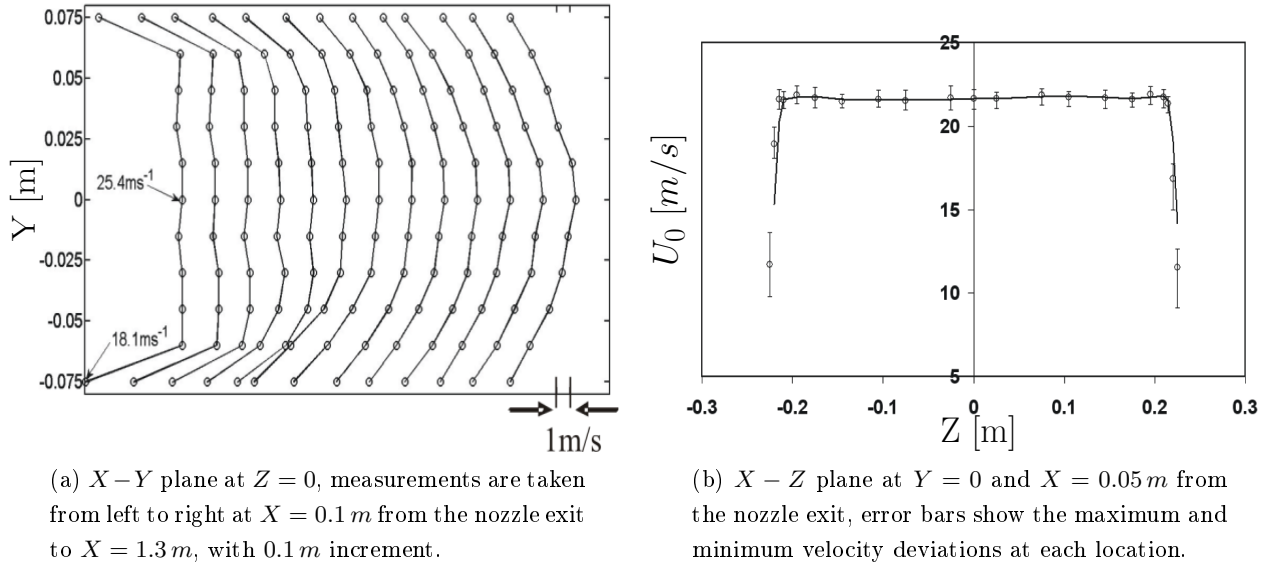 0.075
0.05
0.025
0
-0.025
-0.05
-0.075
Y [m]
25.4ms⁻¹
18.1ms⁻¹
1m/s
(a) X−Y plane at Z = 0, measurements are taken
from left to right at X = 0.1 m from the nozzle exit
to X = 1.3 m, with 0.1 m increment.
25
20
15
10
5
U₀ [m/s]
-0.3 -0.2 -0.1 0 0.1 0.2 0.3
Z [m]
(b) X − Z plane at Y = 0 and X = 0.05 m from
the nozzle exit, error bars show the maximum and
minimum velocity deviations at each location.